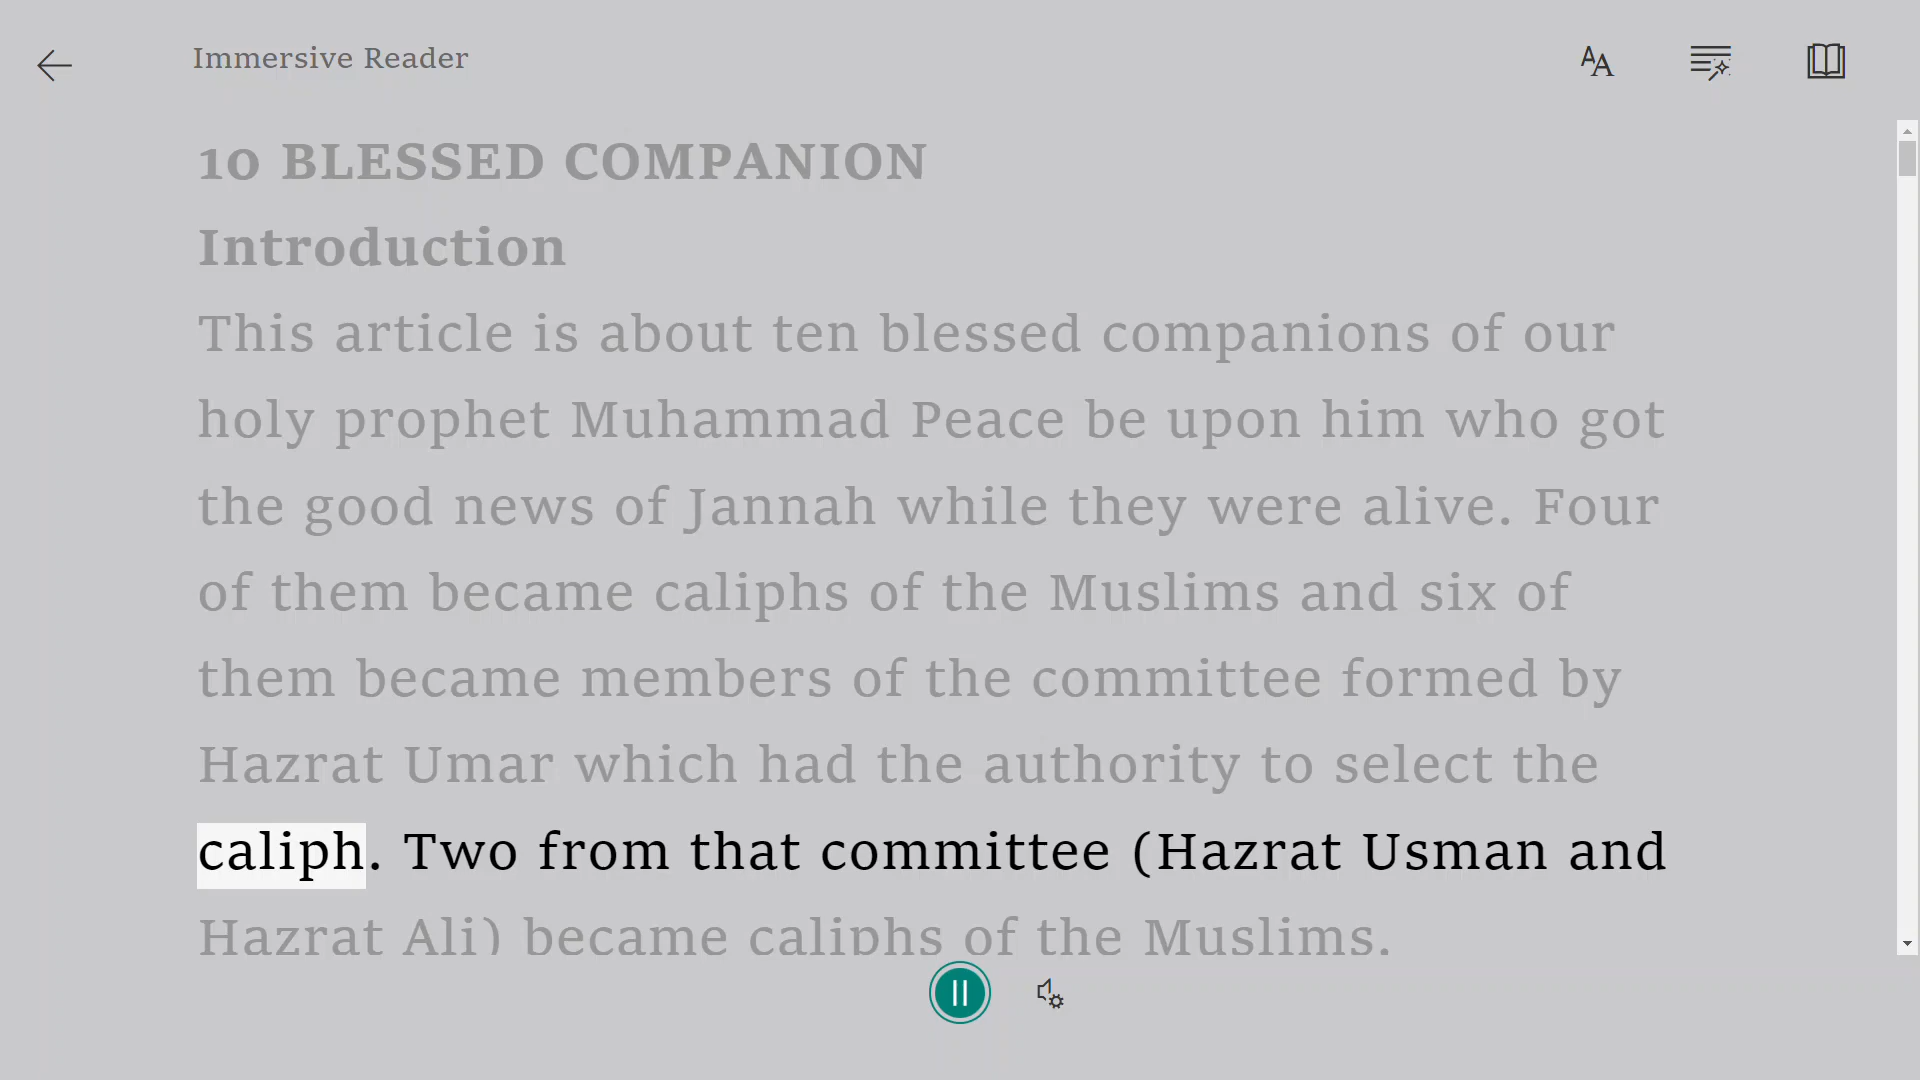 Immersive Reader
10 BLESSED COMPANION
Introduction
This article is about ten blessed companions of our
holy prophet Muhammad Peace be upon him who got
the good news of Jannah while they were alive. Four
of them became caliphs of the Muslims and six of
them became members of the committee formed by
Hazrat Umar which had the authority to select the
caliph. Two from that committee (Hazrat Usman and
Hazrat Ali) became caliphs of the Muslims.